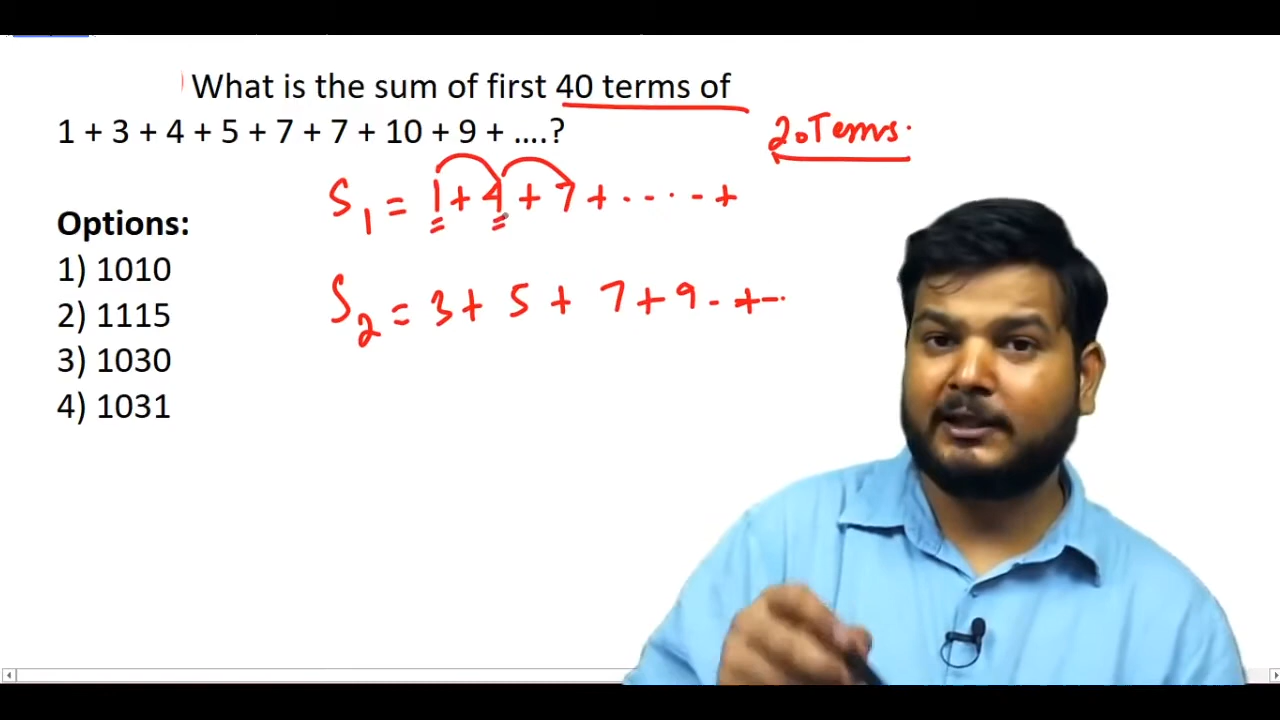 What is the sum of first 40 terms of
1 + 3 + 4 + 5 + 7 + 7 + 10 + 9 + ....?
20 Terms.
S1 = 1 + 4 + 7 + - - - - +
Options:
1) 1010
S2 = 3 + 5 + 7 + 9 - + - -
2) 1115
3) 1030
4) 1031